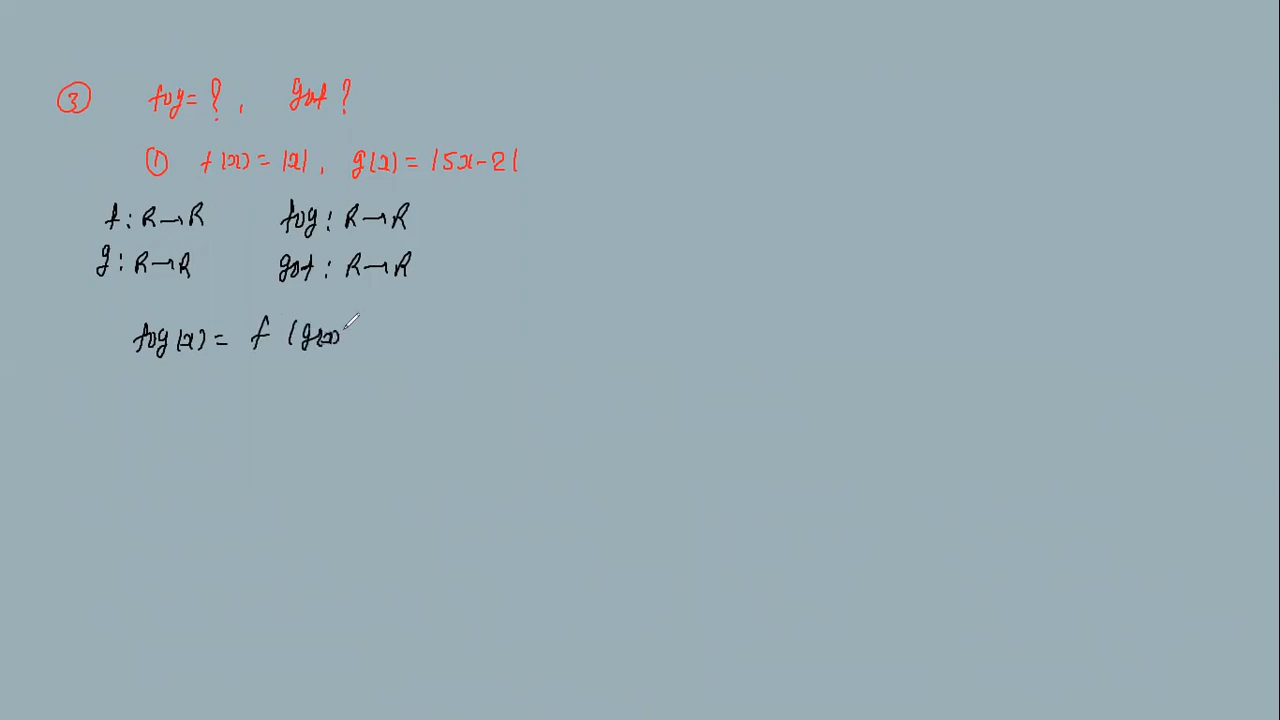 ③ fog = ? , gof ?
① f(x) = |x| , g(x) = |5x-2|
f : R→R fog : R→R
g : R→R gof : R→R
fog(x) = f (g(x)